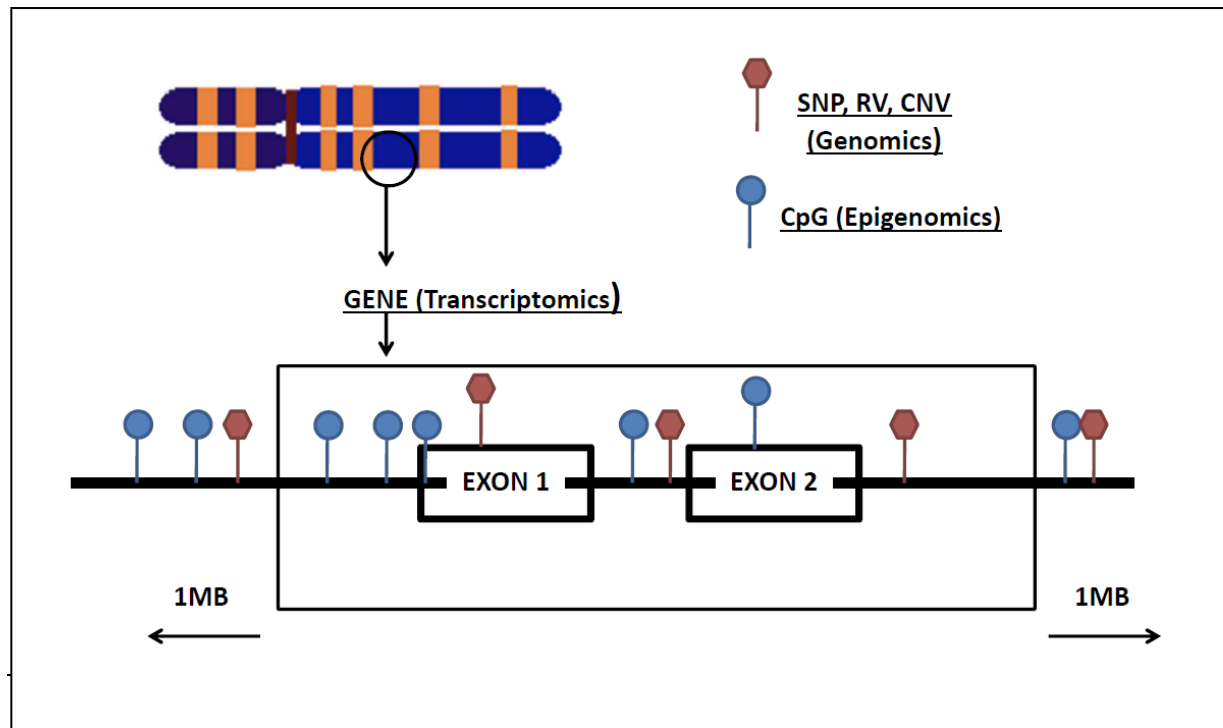 SNP, RV, CNV
(Genomics)
CpG (Epigenomics)
GENE (Transcriptomics)
EXON 1
EXON 2
1MB
1MB